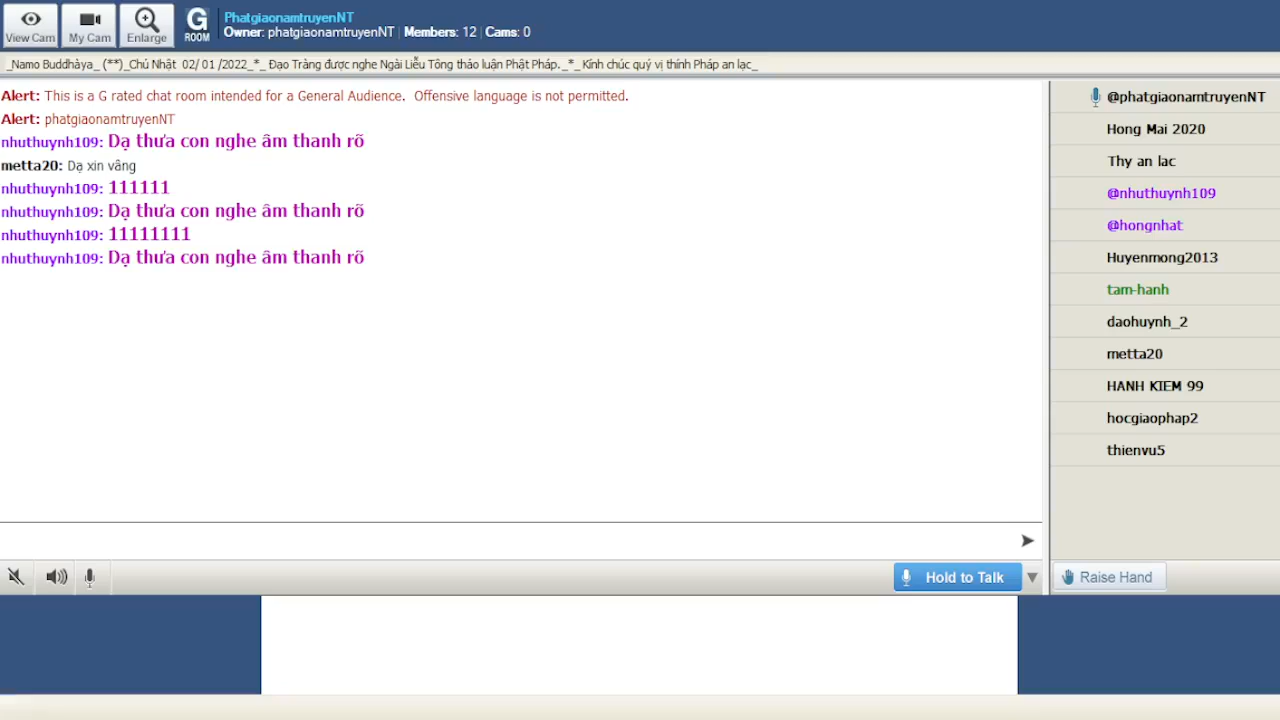 View Cam
My Cam
Enlarge
G
ROOM
PhatgiaonamtruyenNT
Owner: phatgiaonamtruyenNT | Members: 12 | Cams: 0
_Namo Buddhàya_ (**)_Chủ Nhật 02/ 01 /2022_*_ Đạo Tràng được nghe Ngài Liễu Tông thảo luận Phật Pháp._*_ Kính chúc quý vị thính Pháp an lạc_
Alert: This is a G rated chat room intended for a General Audience. Offensive language is not permitted.
Alert: phatgiaonamtruyenNT
nhuthuynh109: Dạ thưa con nghe âm thanh rõ
metta20: Dạ xin vâng
nhuthuynh109: 111111
nhuthuynh109: Dạ thưa con nghe âm thanh rõ
nhuthuynh109: 11111111
nhuthuynh109: Dạ thưa con nghe âm thanh rõ
@phatgiaonamtruyenNT
Hong Mai 2020
Thy an lac
@nhuthuynh109
@hongnhat
Huyenmong2013
tam-hanh
daohuynh_2
metta20
HANH KIEM 99
hocgiaophap2
thienvu5
Hold to Talk
Raise Hand